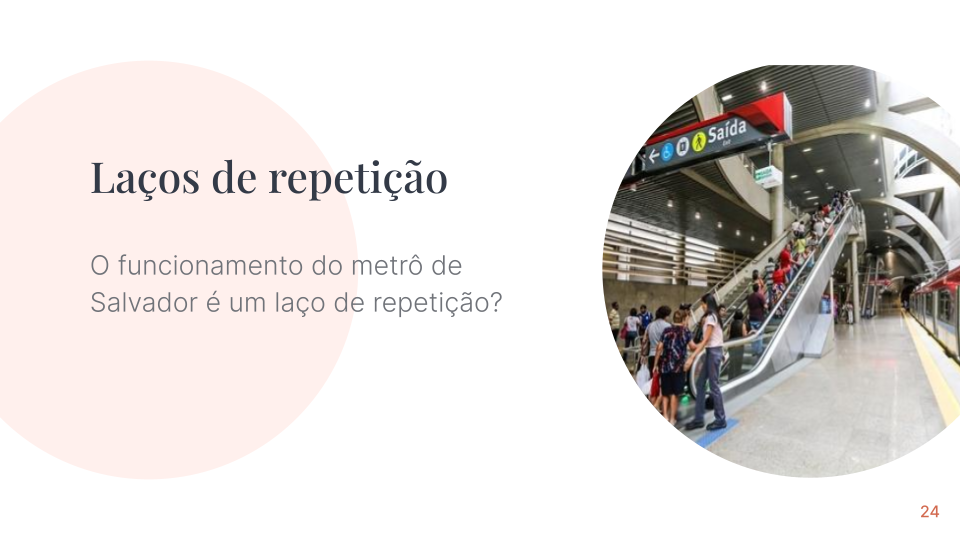 Laços de repetição
O funcionamento do metrô de
Salvador é um laço de repetição?
Saída
24